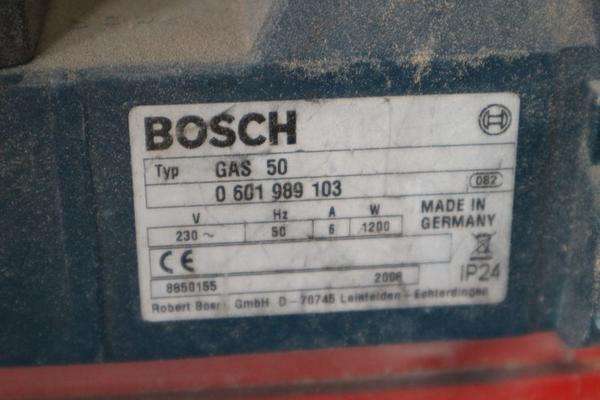 BOSCH
Typ GAS 50
0 601 989 103
082
V Hz A W
230 ~ 50 6 1200
MADE IN
GERMANY
CE
IP24
8850155 2008
Robert Bosch GmbH D-70745 Leinfelden-Echterdingen